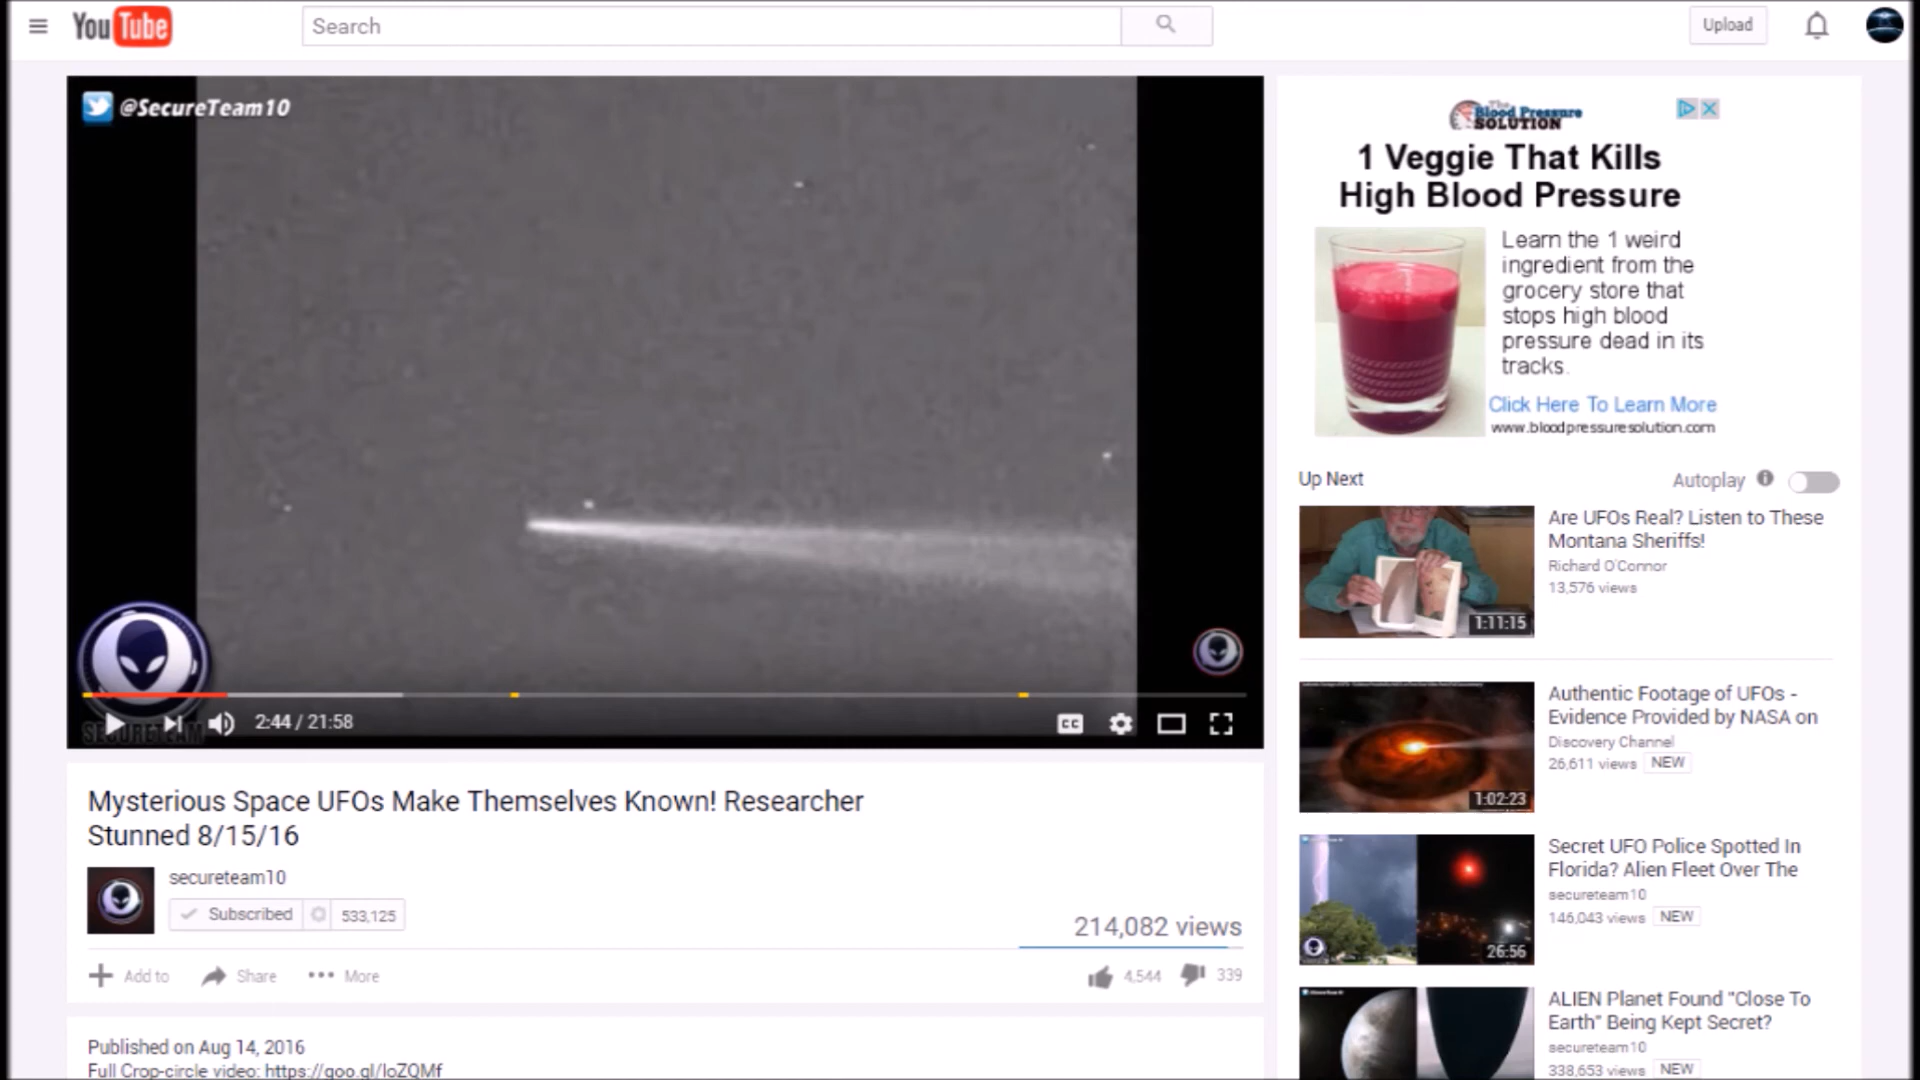 YouTube
Search
Upload
@SecureTeam10
2:44 / 21:58
CC
Mysterious Space UFOs Make Themselves Known! Researcher
Stunned 8/15/16
secureteam10
Subscribed 533,125
214,082 views
Add to Share More 4,544 339
Published on Aug 14, 2016
Full Crop-circle video: https://goo.gl/loZQMf
The Blood Pressure
SOLUTION
1 Veggie That Kills
High Blood Pressure
Learn the 1 weird
ingredient from the
grocery store that
stops high blood
pressure dead in its
tracks.
Click Here To Learn More
www.bloodpressuresolution.com
Up Next Autoplay
Are UFOs Real? Listen to These
Montana Sheriffs!
Richard O'Connor
13,576 views
1:11:15
Authentic Footage of UFOs -
Evidence Provided by NASA on
Discovery Channel
26,611 views NEW
1:02:23
Secret UFO Police Spotted In
Florida? Alien Fleet Over The
secureteam10
146,043 views NEW
26:56
ALIEN Planet Found "Close To
Earth" Being Kept Secret?
secureteam10
338,653 views NEW